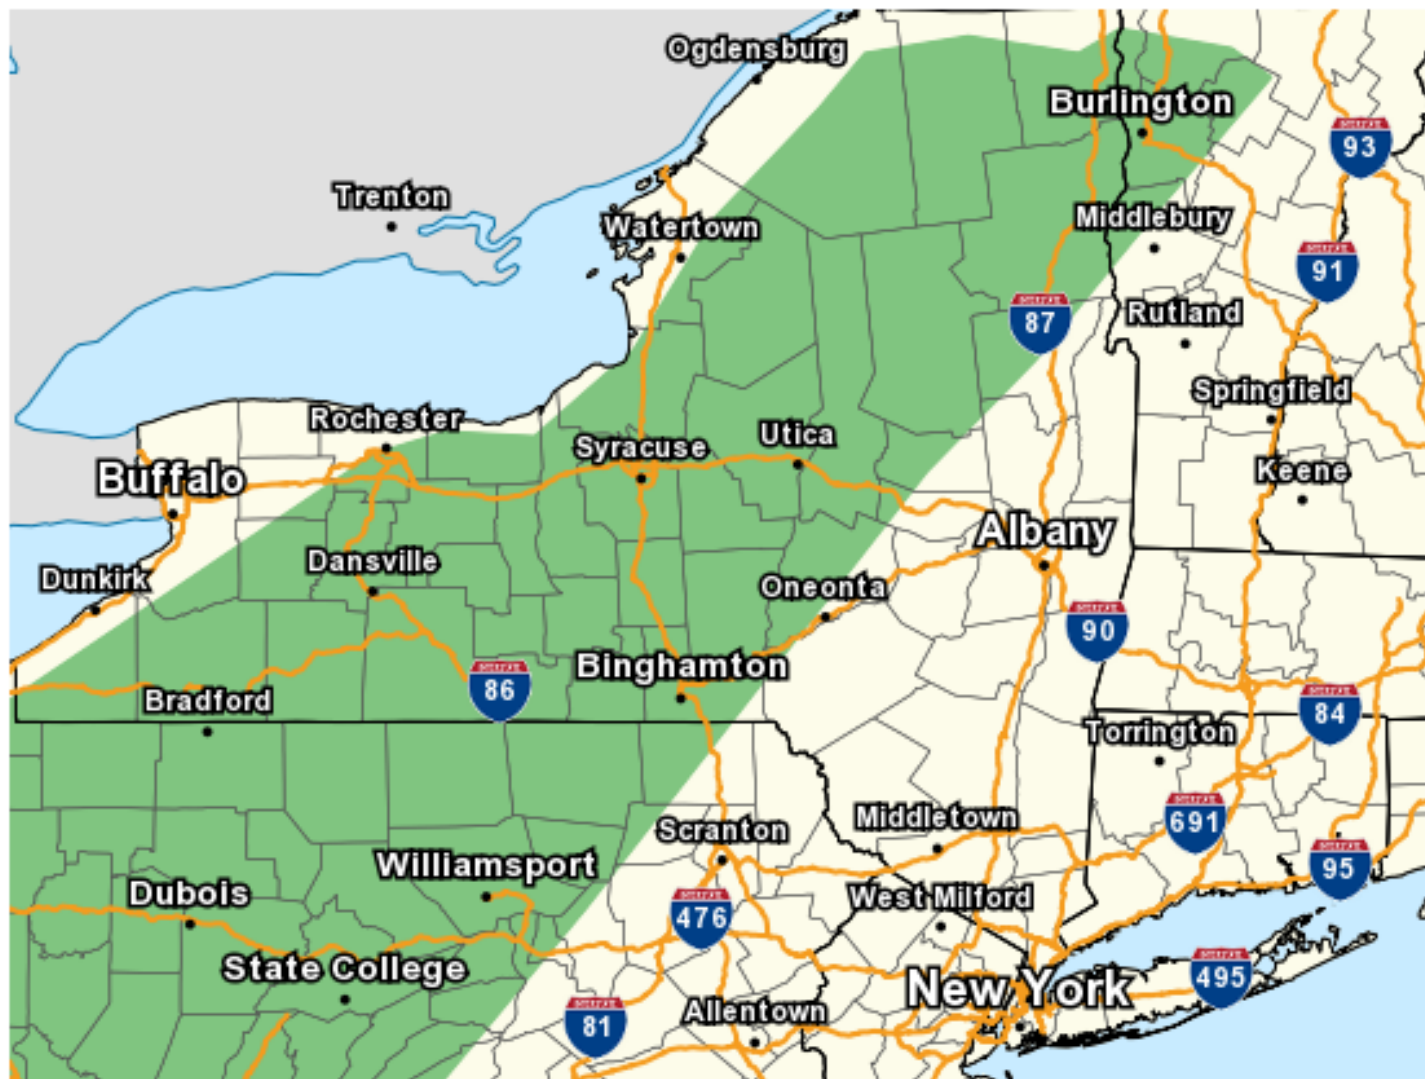 Ogdensburg
Burlington
93
Trenton
Watertown
Middlebury
91
87
Rutland
Springfield
Rochester
Syracuse
Utica
Buffalo
Keene
Albany
Dansville
Dunkirk
Oneonta
90
Binghamton
86
Bradford
84
Torrington
Scranton
Middletown
691
Williamsport
95
Dubois
476
West Milford
State College
495
New York
81
Allentown